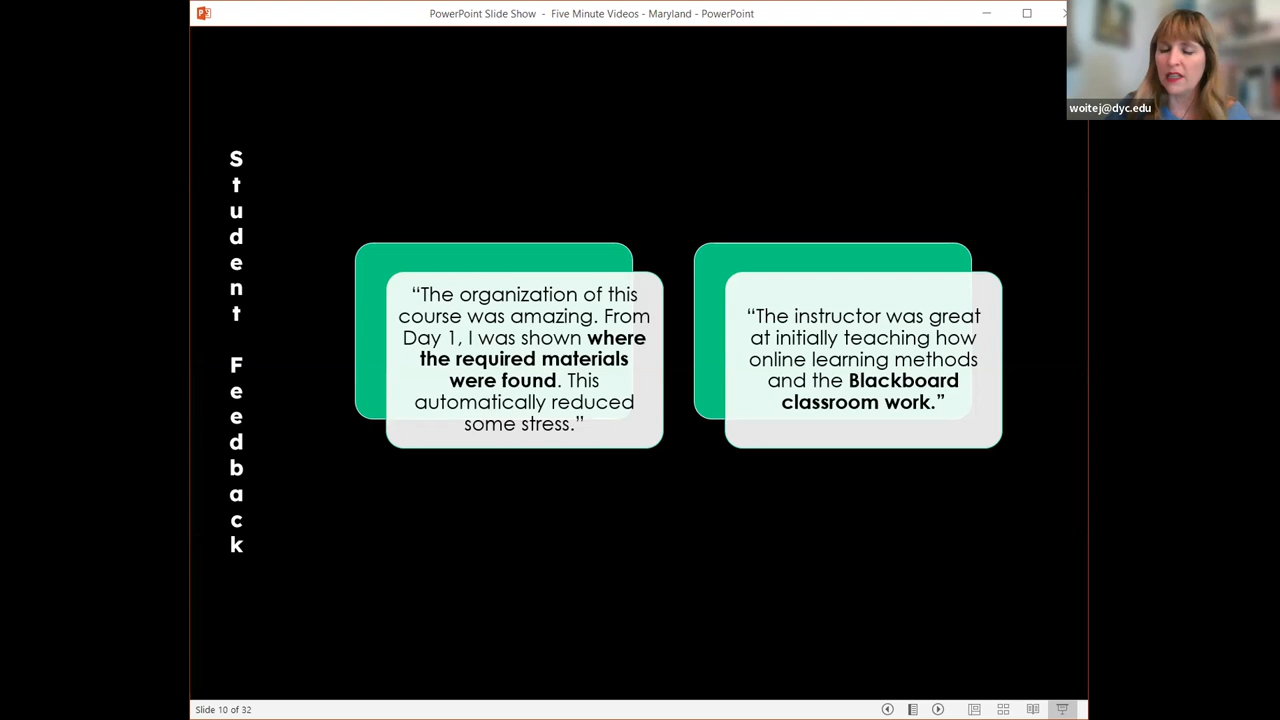 PowerPoint Slide Show - Five Minute Videos - Maryland - PowerPoint
woitej@dyc.edu
Student Feedback
“The organization of this
course was amazing. From
Day 1, I was shown where
the required materials
were found. This
automatically reduced
some stress.”
“The instructor was great
at initially teaching how
online learning methods
and the Blackboard
classroom work.”
Slide 10 of 32